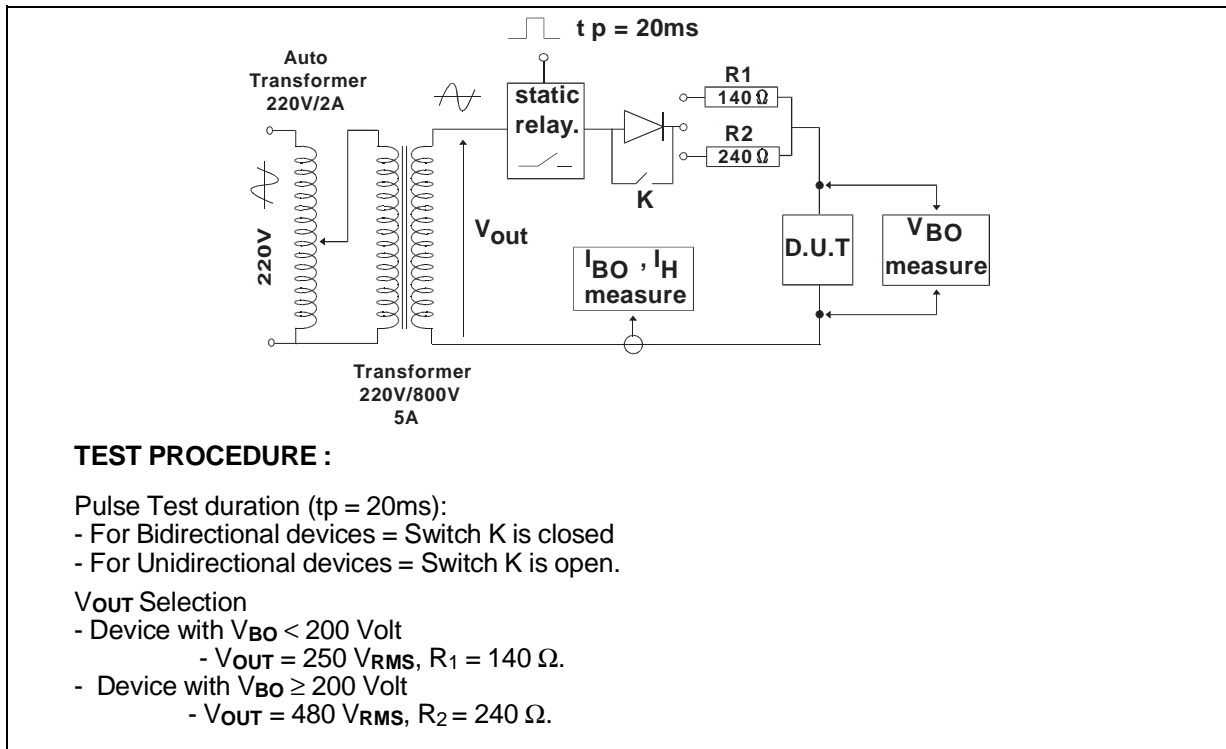 t p = 20ms
Auto
Transformer
220V/2A
static
relay.
R1
140 Ω
R2
240 Ω
K
220V
Vout
IBO , IH
measure
D.U.T
VBO
measure
Transformer
220V/800V
5A
TEST PROCEDURE :
Pulse Test duration (tp = 20ms):
- For Bidirectional devices = Switch K is closed
- For Unidirectional devices = Switch K is open.
VOUT Selection
- Device with VBO < 200 Volt
- VOUT = 250 VRMS, R1 = 140 Ω.
- Device with VBO ≥ 200 Volt
- VOUT = 480 VRMS, R2 = 240 Ω.